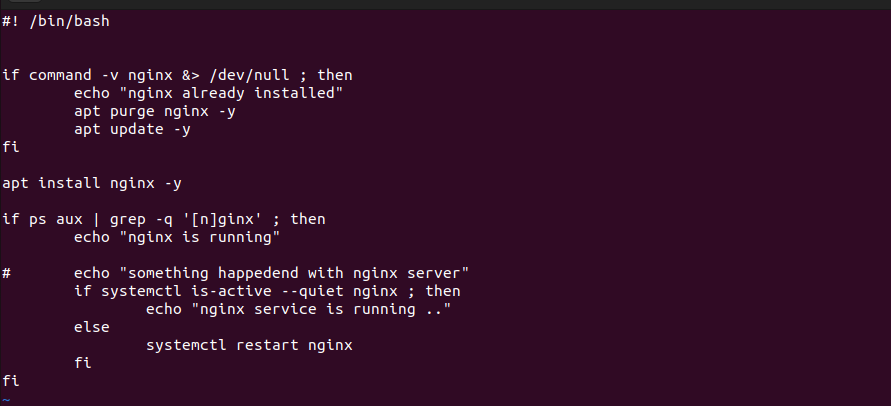 #! /bin/bash
if command -v nginx &> /dev/null ; then
echo "nginx already installed"
apt purge nginx -y
apt update -y
fi
apt install nginx -y
if ps aux | grep -q '[n]ginx' ; then
echo "nginx is running"
#       echo "something happedend with nginx server"
if systemctl is-active --quiet nginx ; then
echo "nginx service is running .."
else
systemctl restart nginx
fi
fi
~